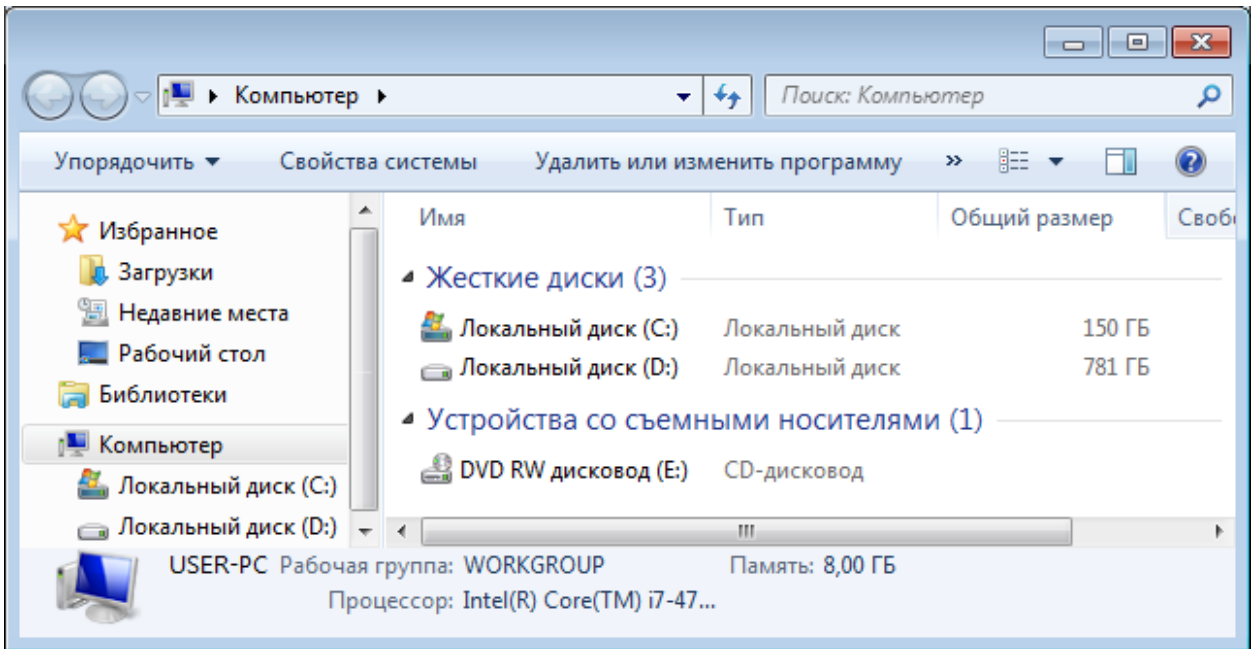 Компьютер
Поиск: Компьютер
Упорядочить Свойства системы Удалить или изменить программу »
Избранное
Загрузки
Недавние места
Рабочий стол
Библиотеки
Компьютер
Локальный диск (C:)
Локальный диск (D:)
Имя Тип Общий размер Своб
Жесткие диски (3)
Локальный диск (C:) Локальный диск 150 ГБ
Локальный диск (D:) Локальный диск 781 ГБ
Устройства со съемными носителями (1)
DVD RW дисковод (E:) CD-дисковод
USER-PC Рабочая группа: WORKGROUP Память: 8,00 ГБ
Процессор: Intel(R) Core(TM) i7-47...